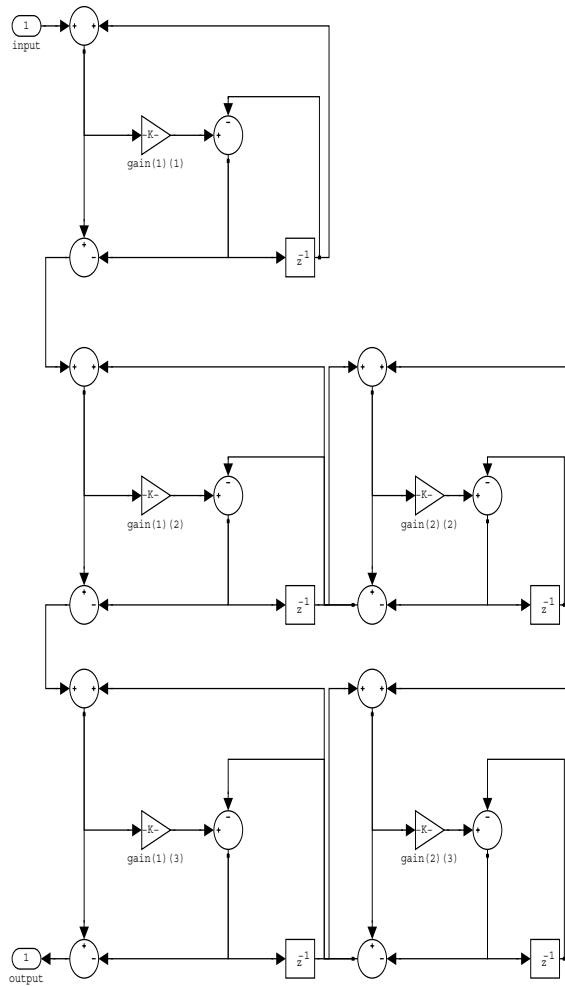 1
+ +
input
-
-K- +
gain(1)(1)
+
-
-1
z
+ + + +
- -
-K- + -K- +
gain(1)(2) gain(2)(2)
+ +
- -1 - -1
z z
+ + + +
- -
-K- + -K- +
gain(1)(3) gain(2)(3)
+ +
1 - -1 - -1
z z
output